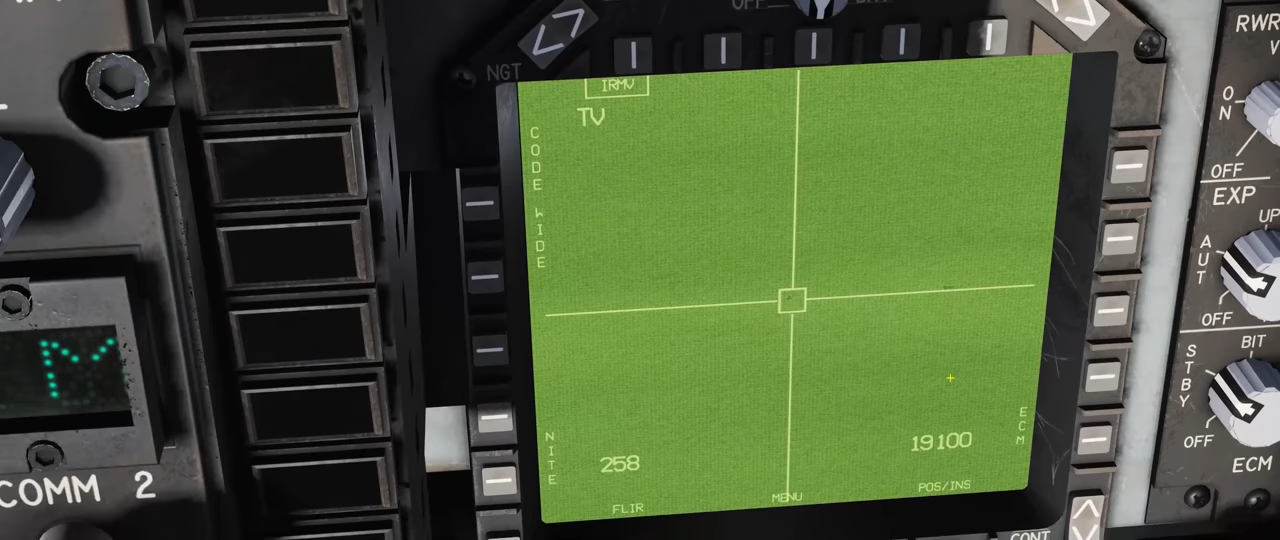 OFF
NGT
IRMV
TV
CODE WIDE
NITE
258
FLIR
MENU
19100
POS/INS
ECM
M
COMM 2
RWR
ON
OFF
EXP
UP
AUT
OFF
BIT
STBY
OFF
ECM
CONT